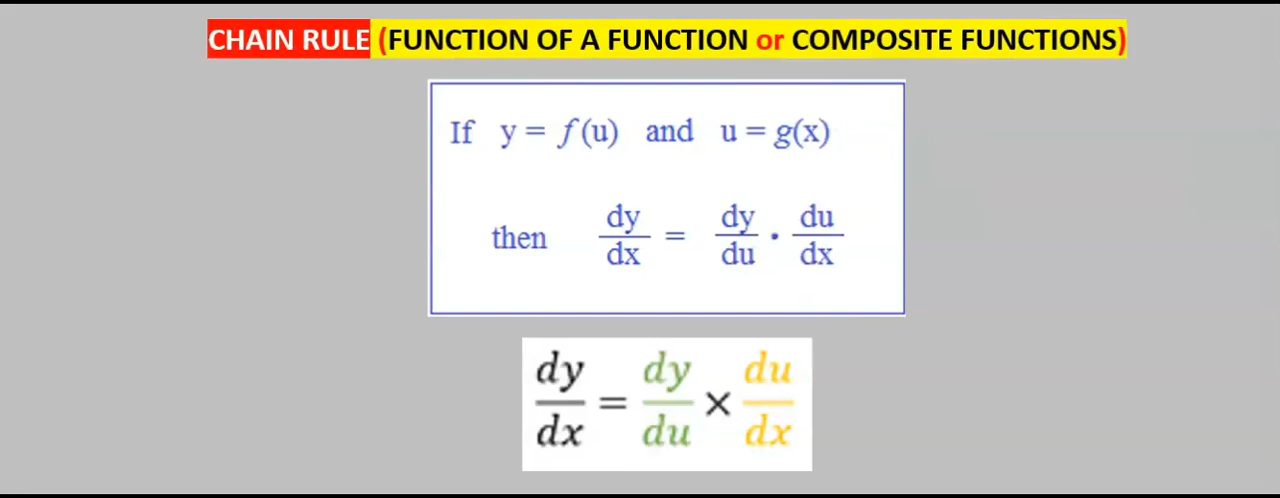 CHAIN RULE (FUNCTION OF A FUNCTION or COMPOSITE FUNCTIONS)
If y = f(u) and u = g(x)
then dy/dx = dy/du · du/dx
dy/dx = dy/du × du/dx